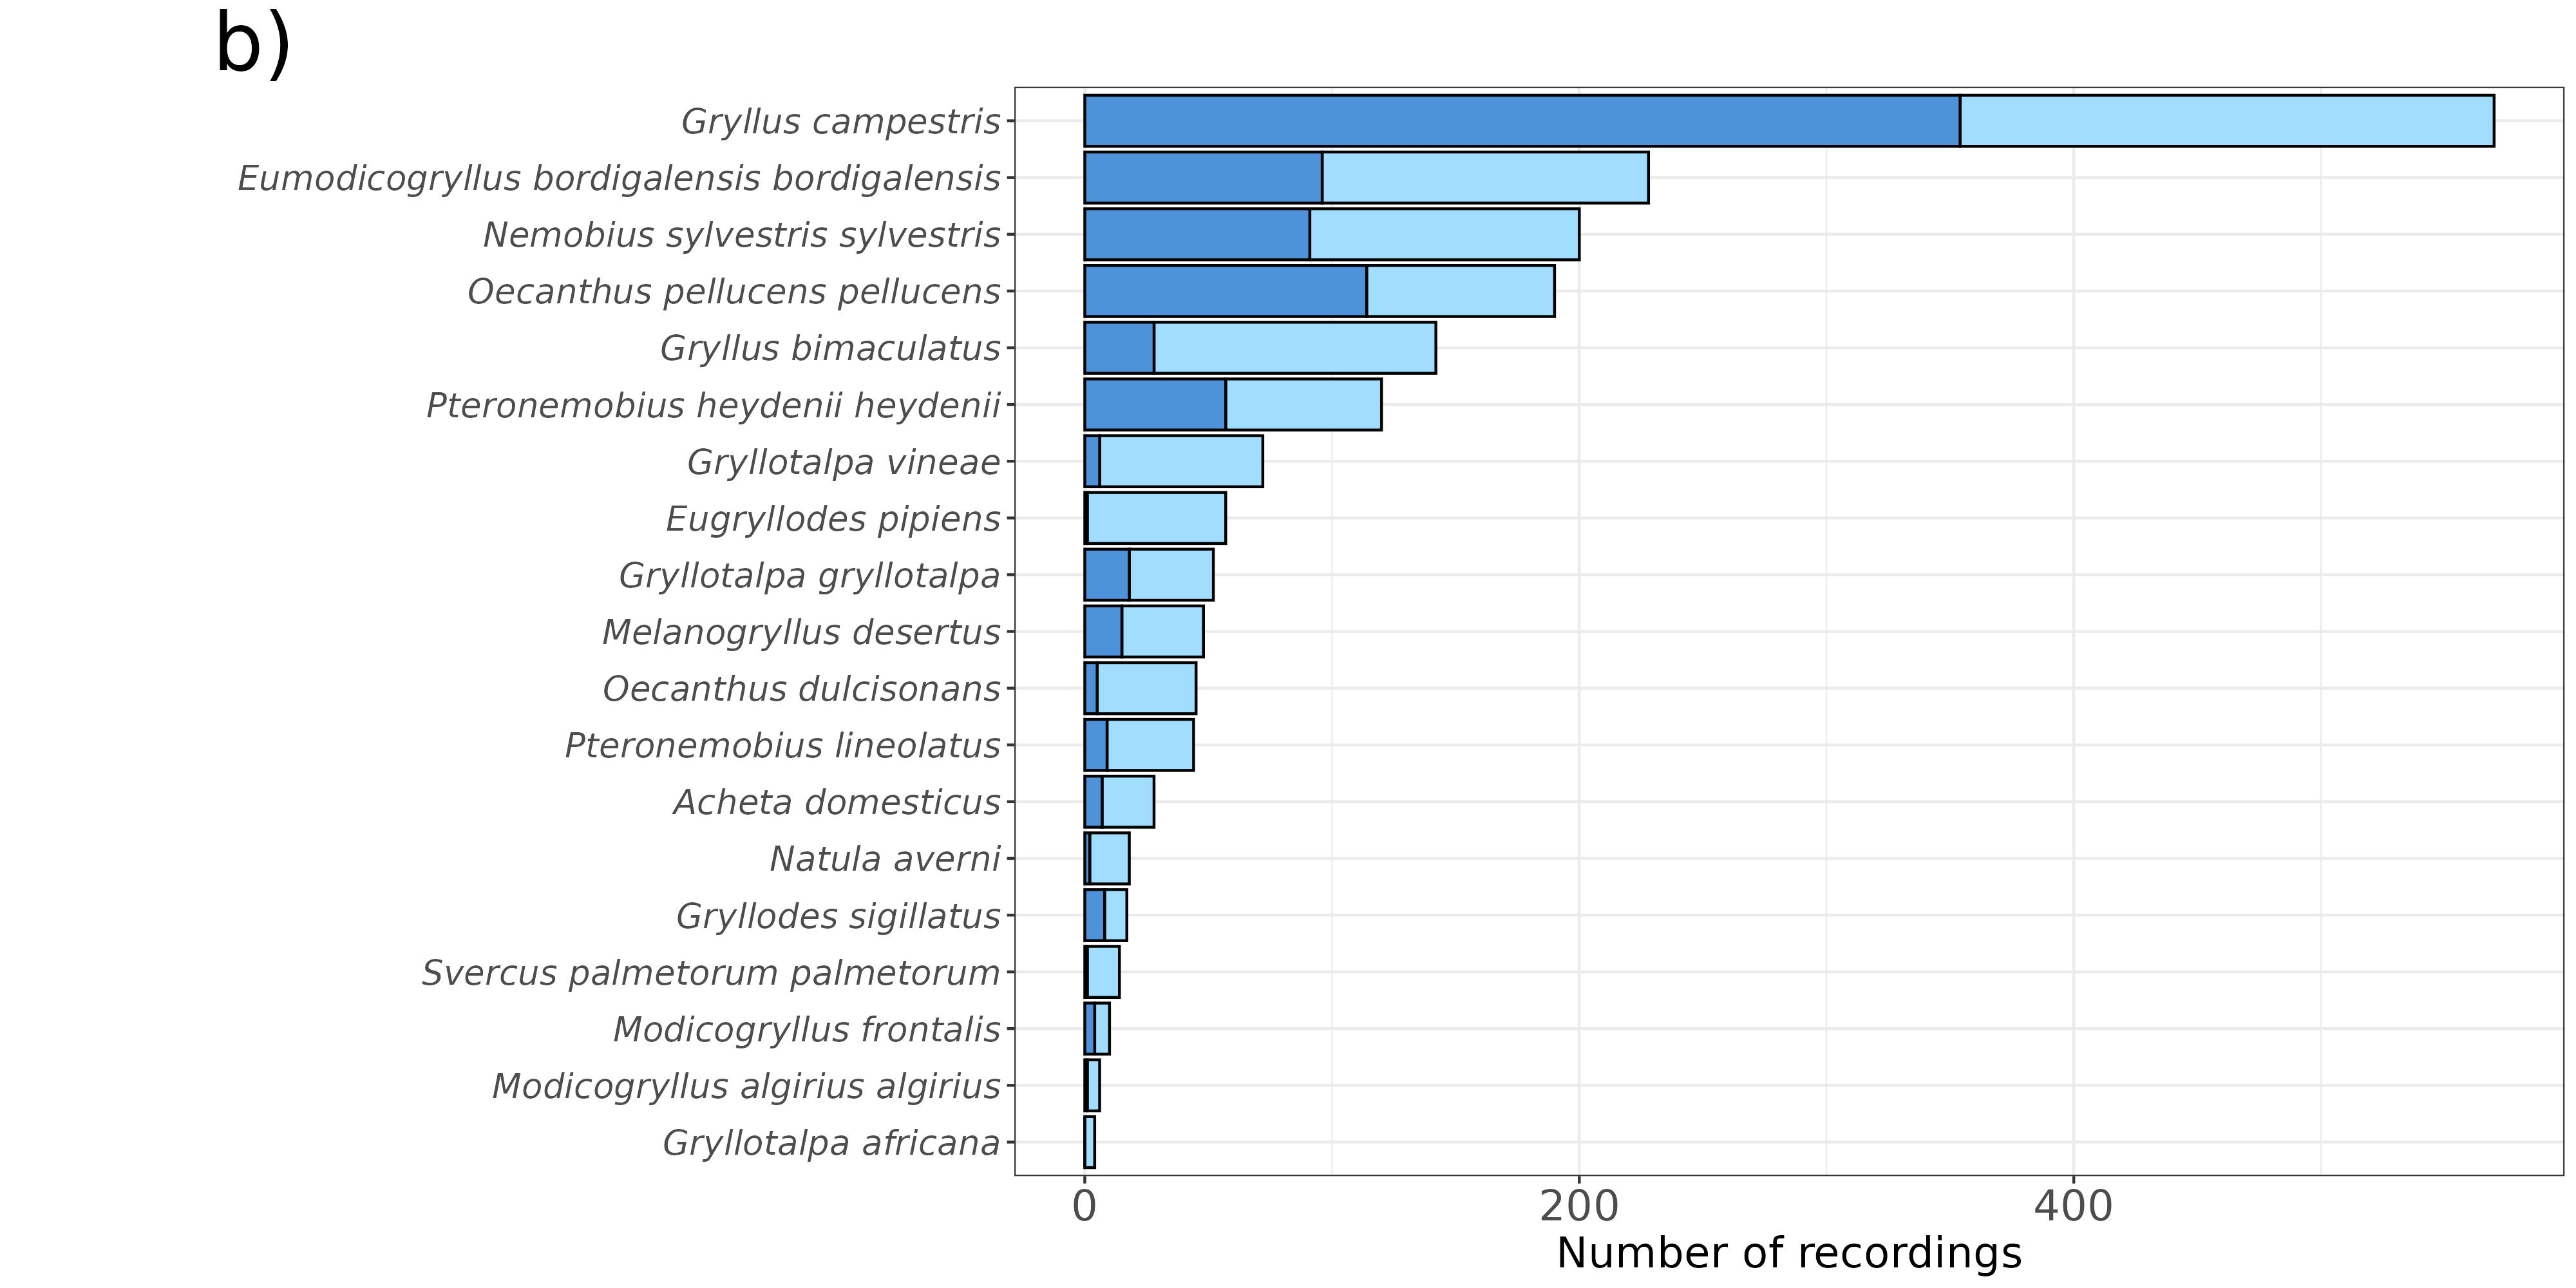 b)
Gryllus campestris
Eumodicogryllus bordigalensis bordigalensis
Nemobius sylvestris sylvestris
Oecanthus pellucens pellucens
Gryllus bimaculatus
Pteronemobius heydenii heydenii
Gryllotalpa vineae
Eugryllodes pipiens
Gryllotalpa gryllotalpa
Melanogryllus desertus
Oecanthus dulcisonans
Pteronemobius lineolatus
Acheta domesticus
Natula averni
Gryllodes sigillatus
Svercus palmetorum palmetorum
Modicogryllus frontalis
Modicogryllus algirius algirius
Gryllotalpa africana
0 200 400
Number of recordings